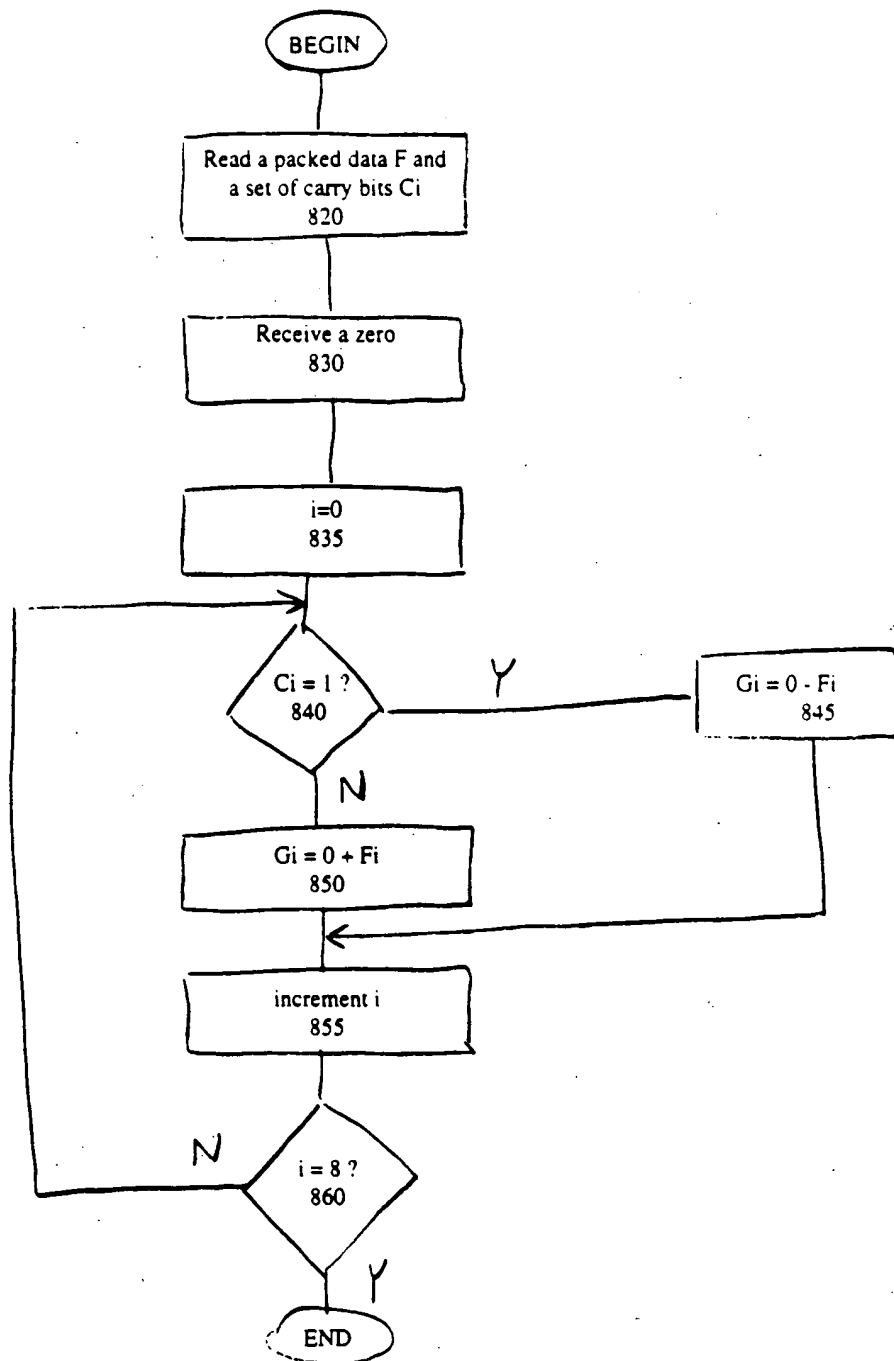 BEGIN
Read a packed data F and
a set of carry bits Ci
820
Receive a zero
830
i=0
835
Ci = 1 ?
840
Y
Gi = 0 - Fi
845
N
Gi = 0 + Fi
850
increment i
855
N
i = 8 ?
860
Y
END